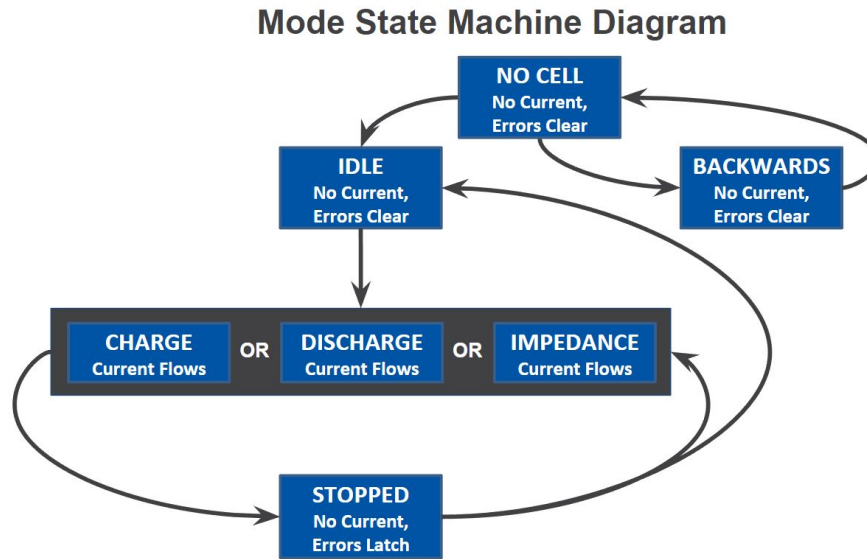 Mode State Machine Diagram
NO CELL
No Current,
Errors Clear
IDLE
No Current,
Errors Clear
BACKWARDS
No Current,
Errors Clear
CHARGE
Current Flows
OR
DISCHARGE
Current Flows
OR
IMPEDANCE
Current Flows
STOPPED
No Current,
Errors Latch